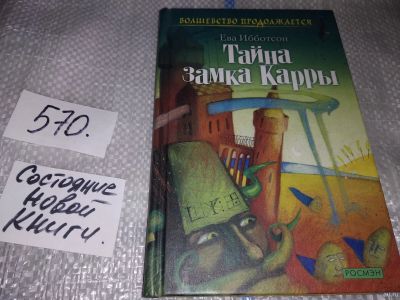 ВОЛШЕБСТВО ПРОДОЛЖАЕТСЯ
Ева Ибботсон
Тайна
замка Карры
570.
Состояние
новой
Книги.
РОСМЭН